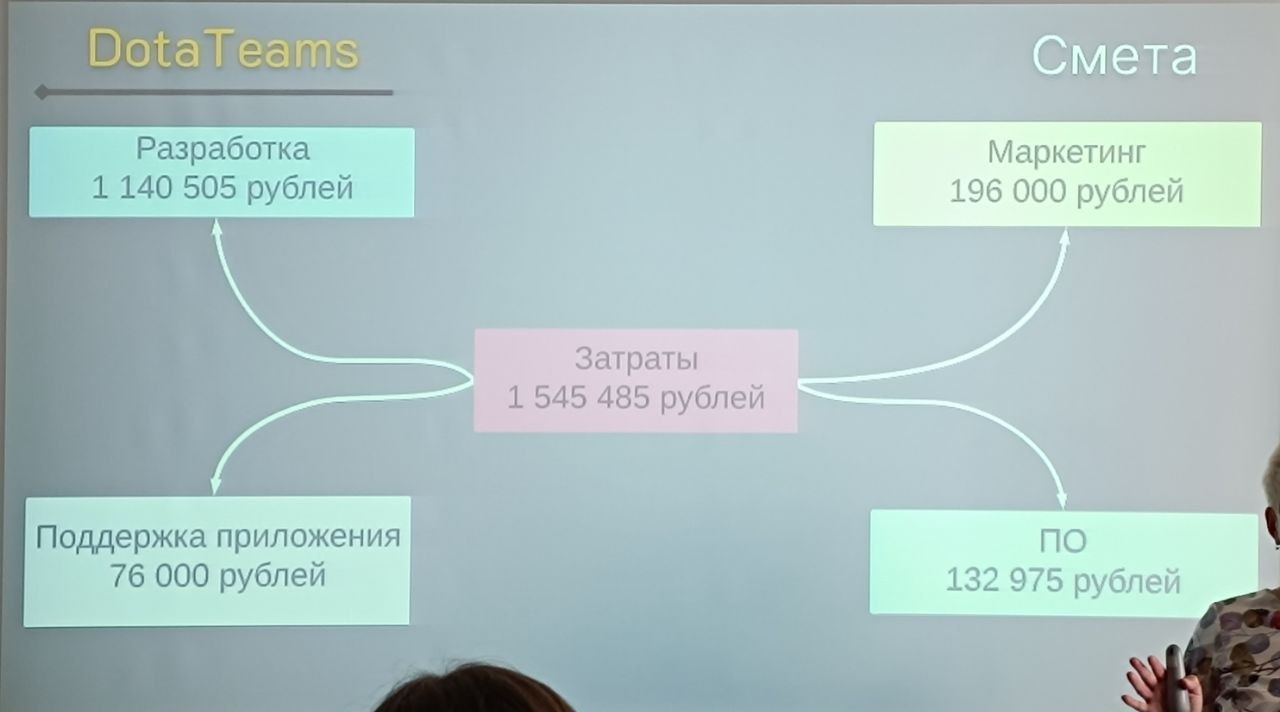 DotaTeams
Смета
Разработка
1 140 505 рублей
Маркетинг
196 000 рублей
Затраты
1 545 485 рублей
Поддержка приложения
76 000 рублей
ПО
132 975 рублей